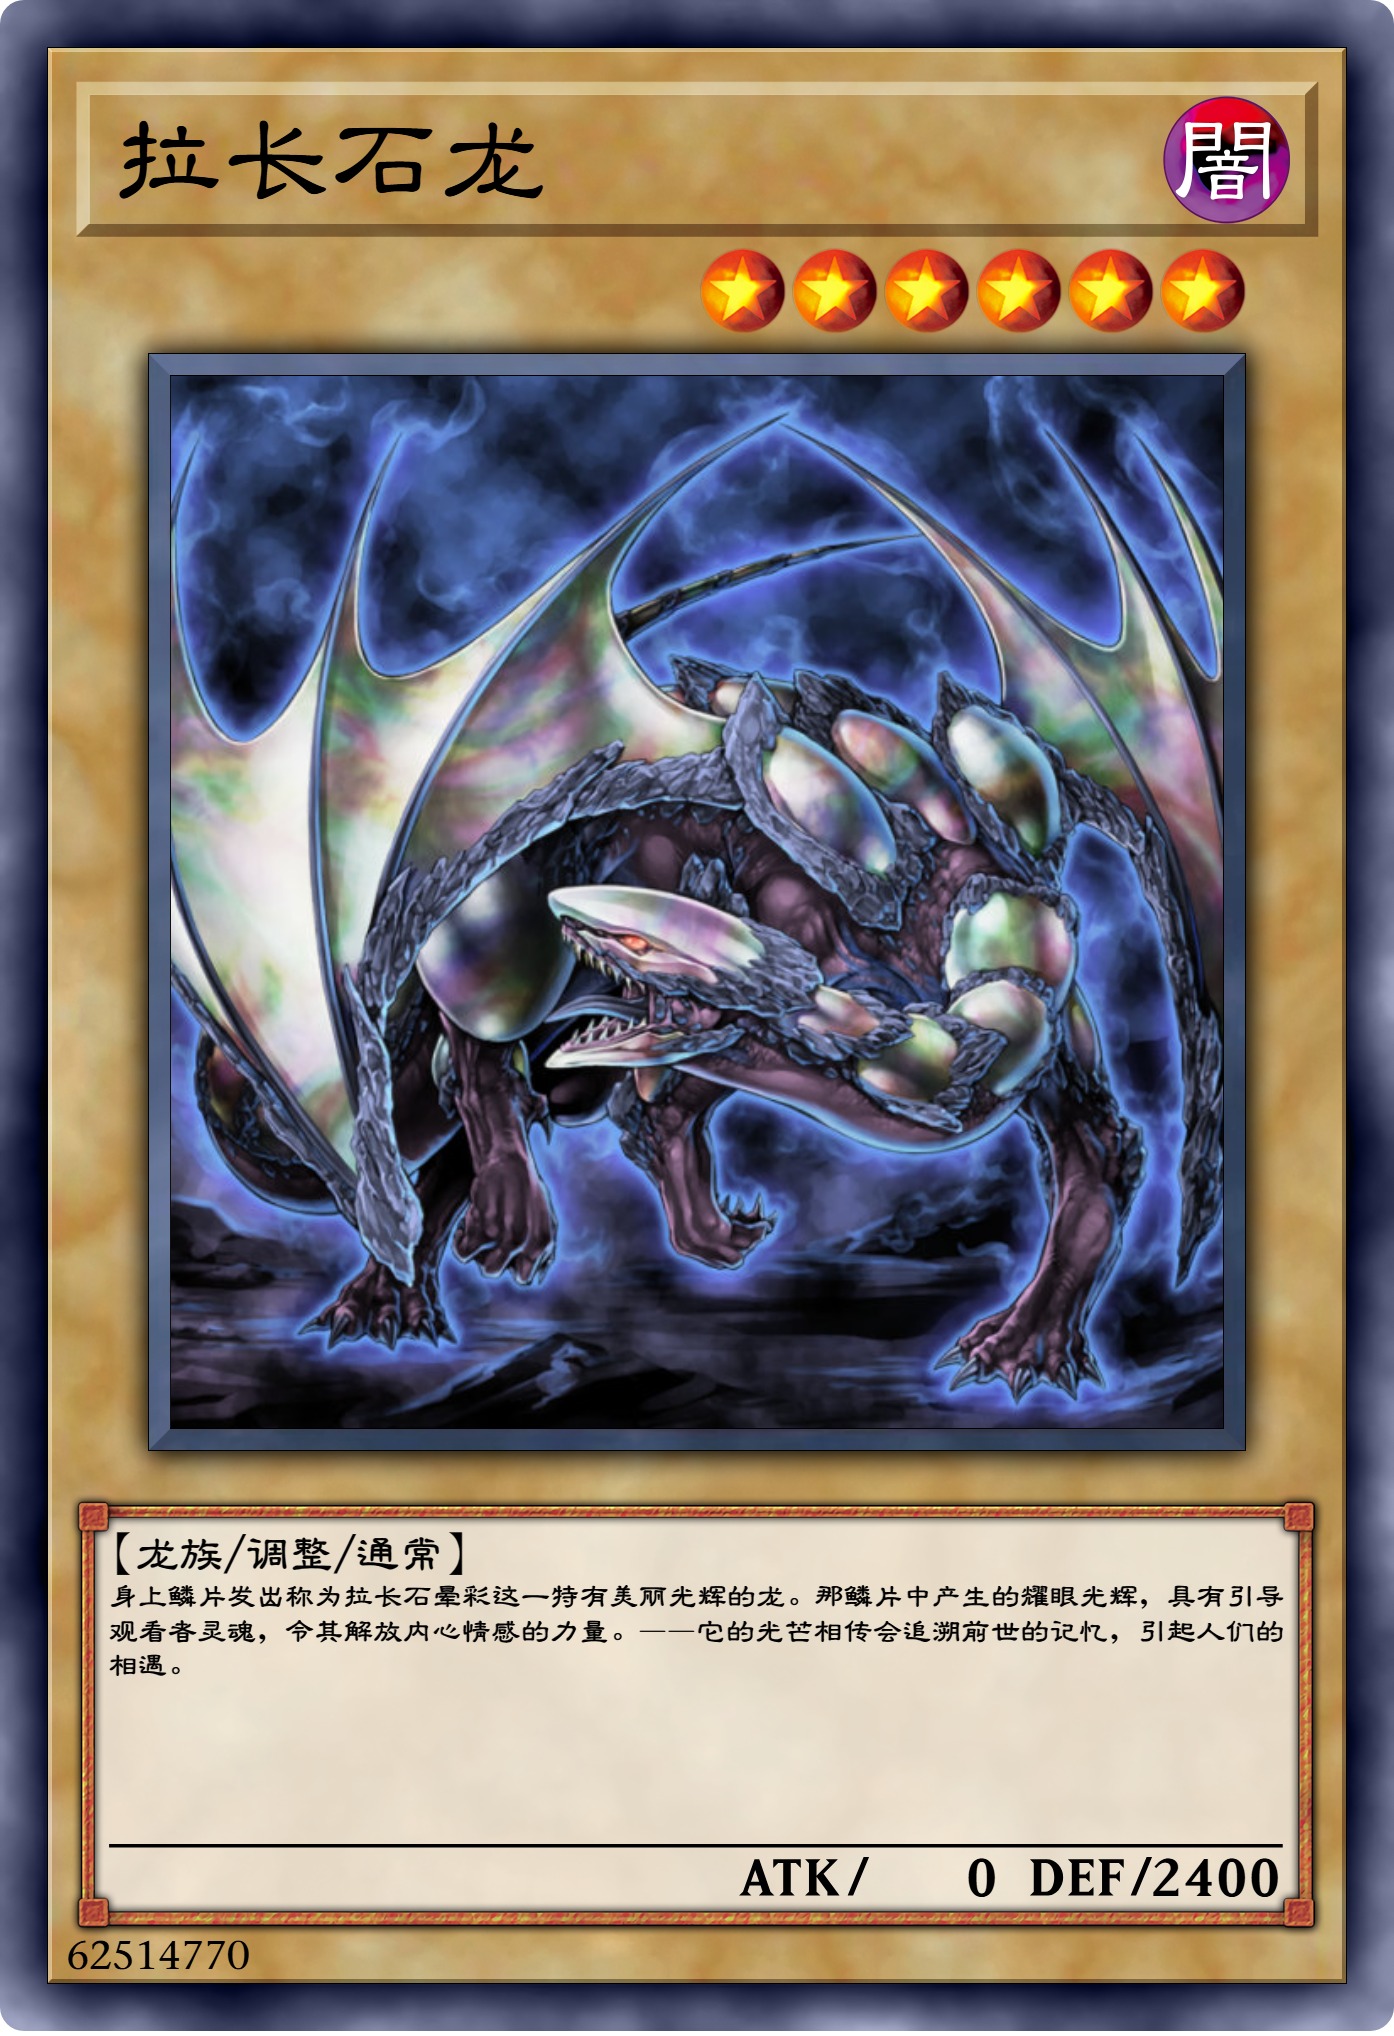 拉长石龙
闇
【龙族/调整/通常】
身上鳞片发出称为拉长石晕彩这一特有美丽光辉的龙。那鳞片中产生的耀眼光辉，具有引导
观看者灵魂，令其解放内心情感的力量。——它的光芒相传会追溯前世的记忆，引起人们的
相遇。
ATK/ 0 DEF/2400
62514770